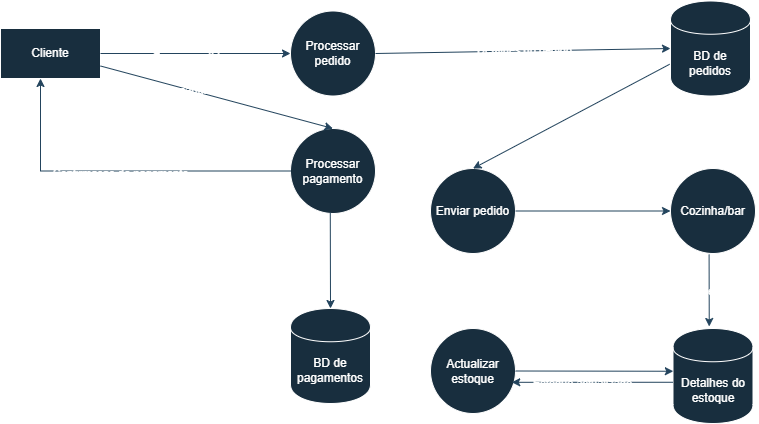 Cliente
Processar
pedido
BD de
pedidos
Processar
pagamento
Enviar pedido
Cozinha/bar
BD de
pagamentos
Actualizar
estoque
Detalhes do
estoque